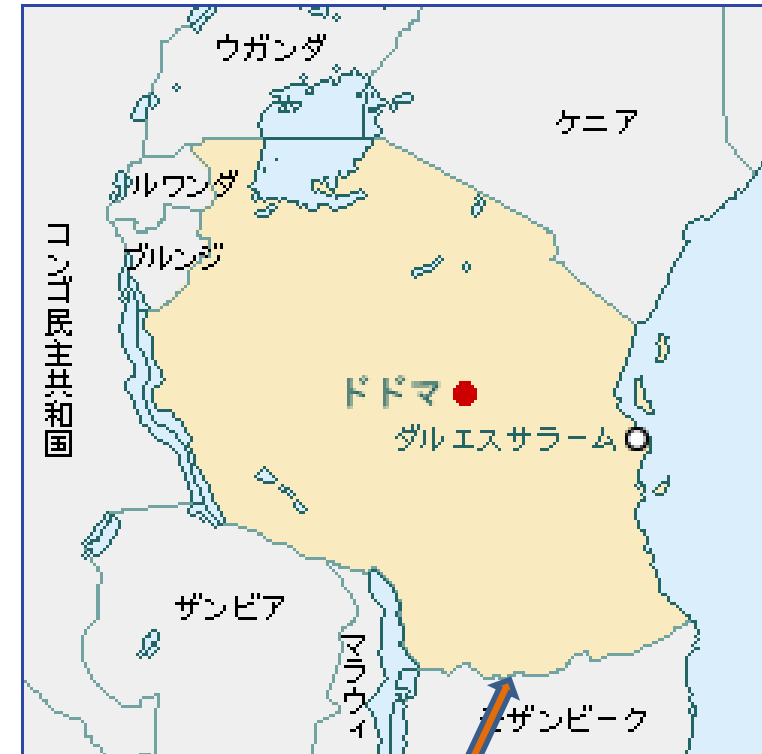 ウガンダ
ケニア
ルワンダ
ブルンジ
コンゴ民主共和国
ドドマ
ダルエスサラーム
ザンビア
マラウィ
モザンビーク